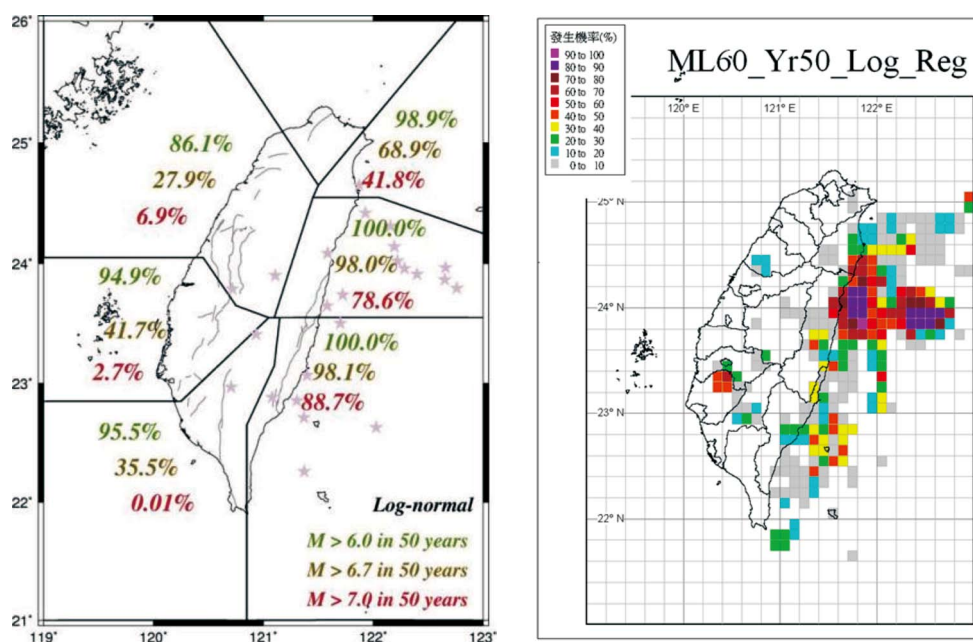 26°
25°
24°
23°
22°
21°
119°
120°
121°
122°
123°
86.1%
27.9%
6.9%
98.9%
68.9%
41.8%
100.0%
98.0%
78.6%
94.9%
41.7%
2.7%
100.0%
98.1%
88.7%
95.5%
35.5%
0.01%
Log-normal
M > 6.0 in 50 years
M > 6.7 in 50 years
M > 7.0 in 50 years
發生機率(%)
90 to 100
80 to 90
70 to 80
60 to 70
50 to 60
40 to 50
30 to 40
20 to 30
10 to 20
0 to 10
ML60_Yr50_Log_Reg
120° E
121° E
122° E
25° N
24° N
23° N
22° N